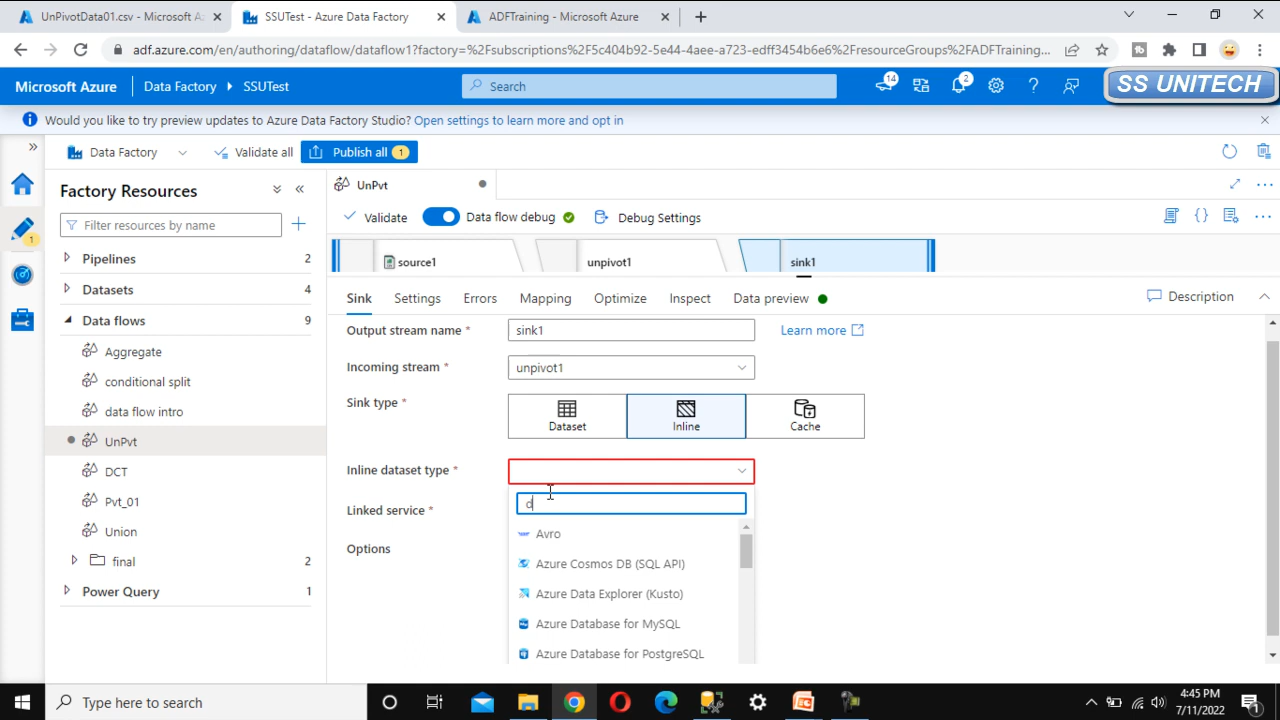 UnPivotData01.csv - Microsoft A
SSUTest - Azure Data Factory
ADFTraining - Microsoft Azure
adf.azure.com/en/authoring/dataflow/dataflow1?factory=%2Fsubscriptions%2F5c404b92-5e44-4aee-a723-edff3454b6e6%2FresourceGroups%2FADFTraining...
Microsoft Azure
Data Factory
SSUTest
Search
14
2
SS UNITECH
Would you like to try preview updates to Azure Data Factory Studio? Open settings to learn more and opt in
Data Factory
Validate all
Publish all 1
Factory Resources
UnPvt
Filter resources by name
Validate
Data flow debug
Debug Settings
1
Pipelines 2
source1
unpivot1
sink1
Datasets 4
Sink
Settings
Errors
Mapping
Optimize
Inspect
Data preview
Description
Data flows 9
Output stream name *
sink1
Learn more
Aggregate
Incoming stream *
unpivot1
conditional split
Sink type *
Dataset
Inline
Cache
data flow intro
UnPvt
DCT
Inline dataset type *
Pvt_01
d
Linked service *
Union
Avro
Options
final 2
Azure Cosmos DB (SQL API)
Power Query 1
Azure Data Explorer (Kusto)
Azure Database for MySQL
Azure Database for PostgreSQL
Type here to search
4:45 PM
7/11/2022
1